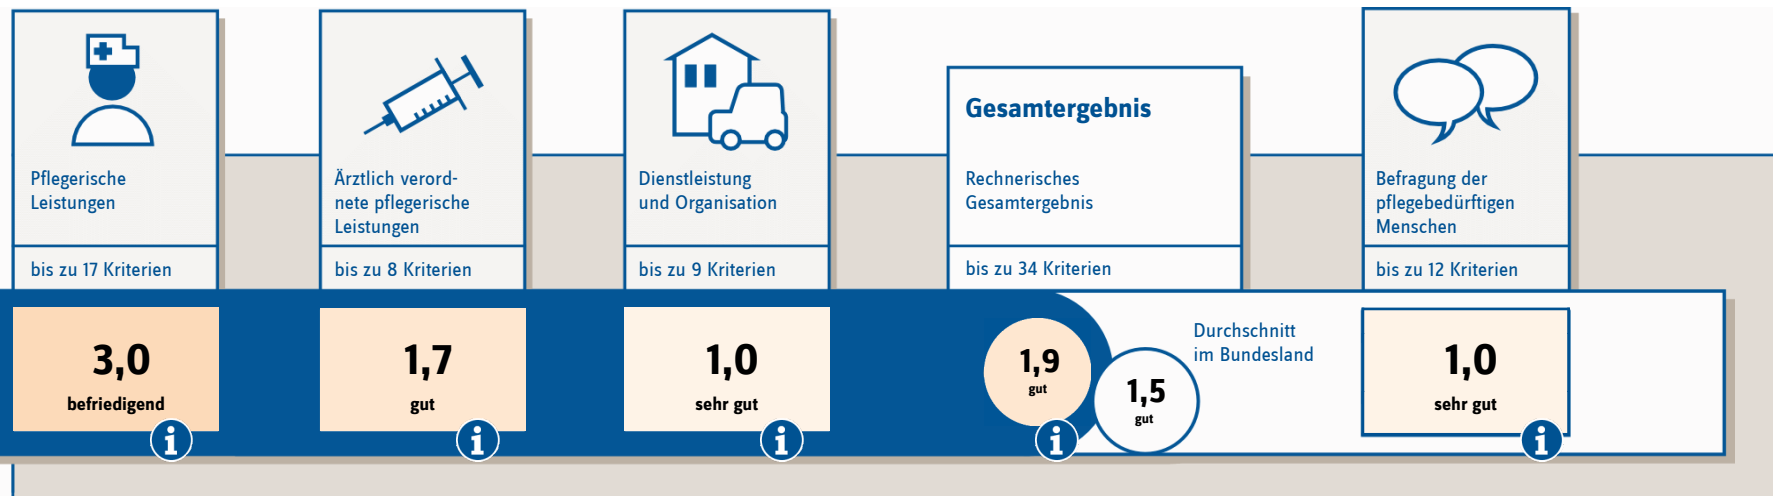 Pflegerische
Leistungen
bis zu 17 Kriterien
3,0
befriedigend
i
Ärztlich verord-
nete pflegerische
Leistungen
bis zu 8 Kriterien
1,7
gut
i
Dienstleistung
und Organisation
bis zu 9 Kriterien
1,0
sehr gut
i
Gesamtergebnis
Rechnerisches
Gesamtergebnis
bis zu 34 Kriterien
1,9
gut
i
1,5
gut
Durchschnitt
im Bundesland
Befragung der
pflegebedürftigen
Menschen
bis zu 12 Kriterien
1,0
sehr gut
i